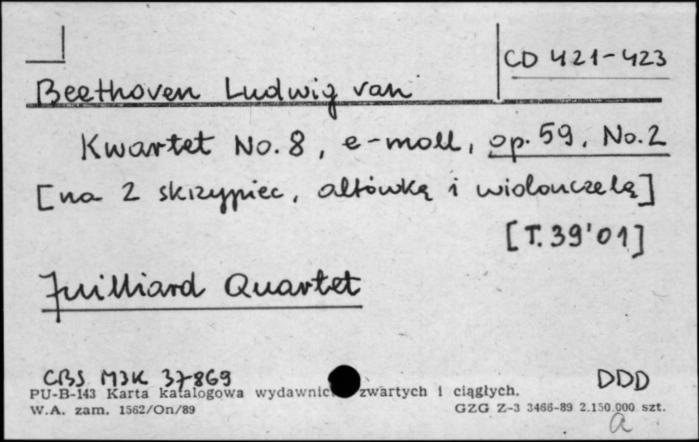 CD 421-423
Beethoven Ludwig van
Kwartet No. 8, e-moll, op. 59, No. 2
[na 2 skrzypiec, altówkę i wiolonczelę]
[T. 39'01]
Juilliard Quartet
CBS M3K 37869 DDD
PU-B-143 Karta katalogowa wydawnic zwartych i ciągłych.
W.A. zam. 1562/On/89 GZG Z-3 3466-89 2.150.000 szt.
a